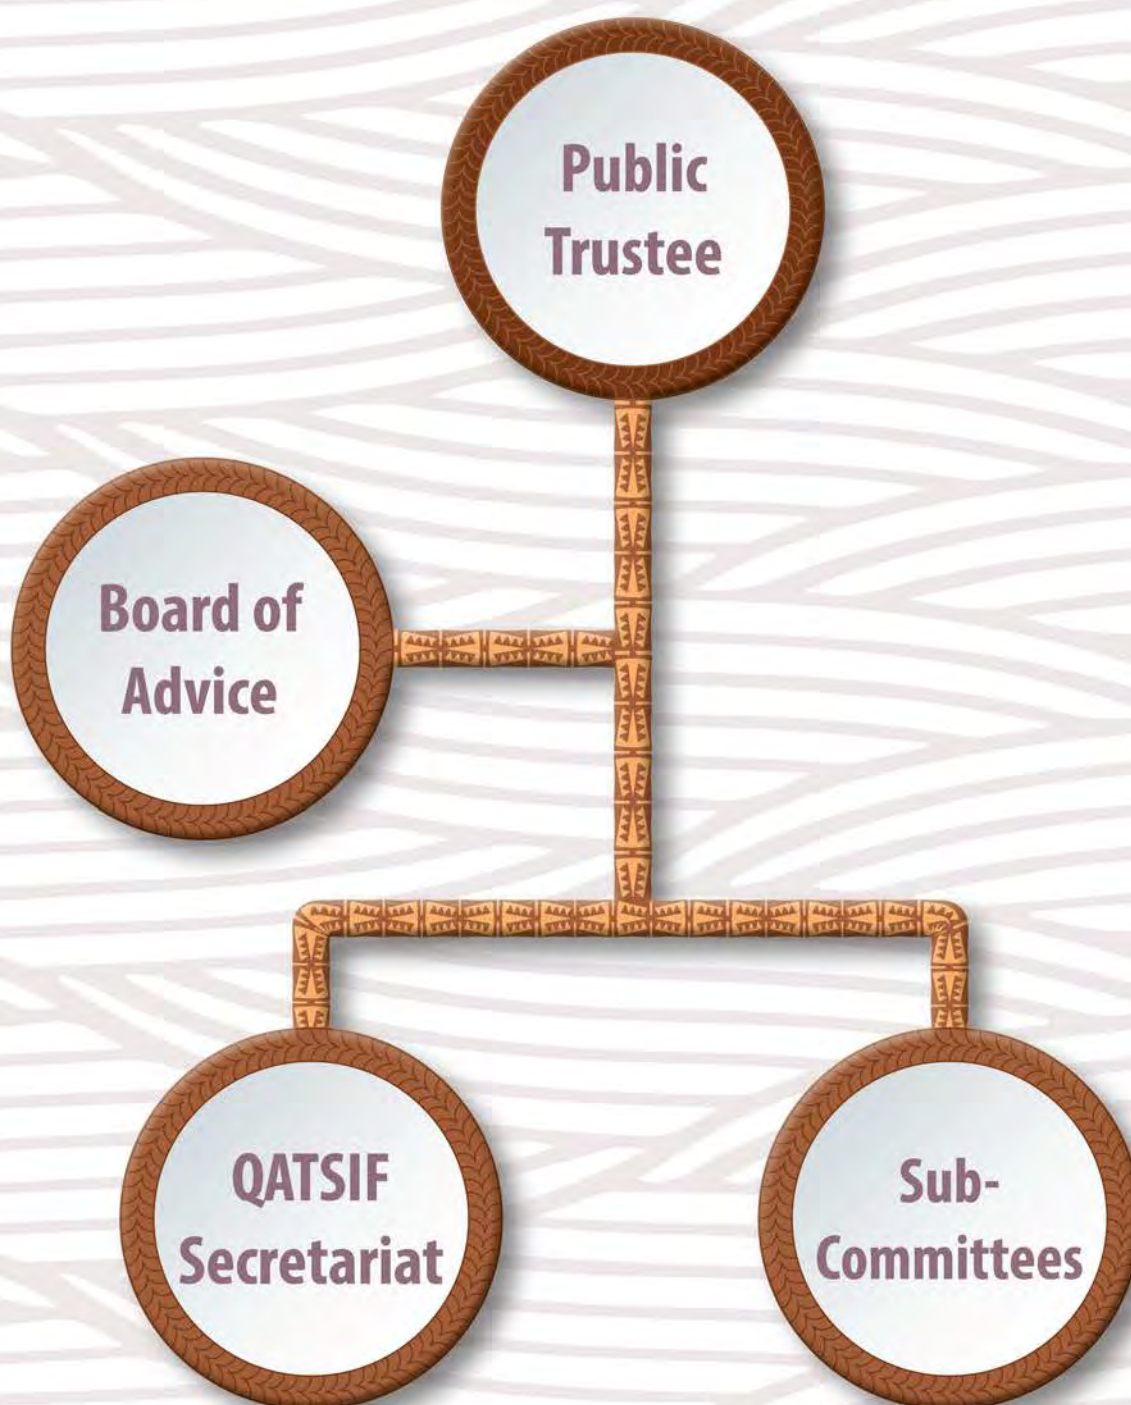 Public
Trustee
Board of
Advice
QATSIF
Secretariat
Sub-
Committees